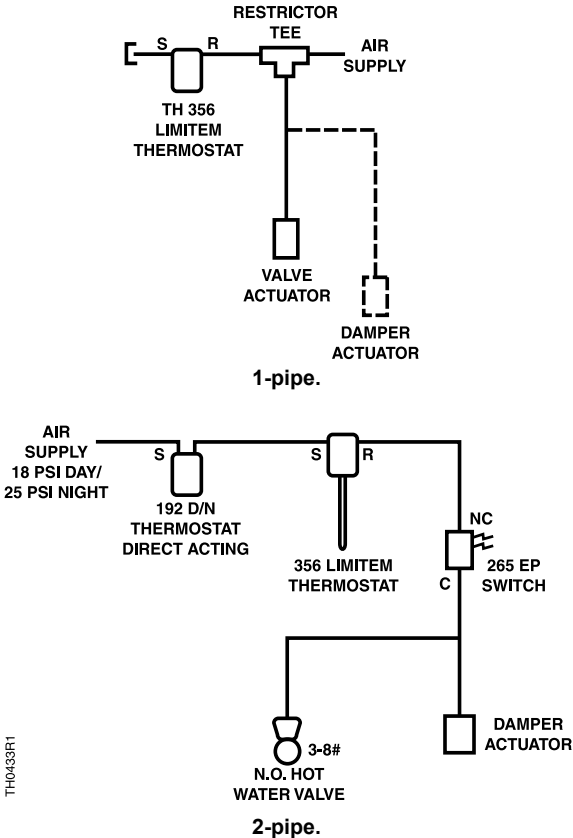 RESTRICTOR
TEE
S
R
AIR
SUPPLY
TH 356
LIMITEM
THERMOSTAT
VALVE
ACTUATOR
DAMPER
ACTUATOR
1-pipe.
AIR
SUPPLY
18 PSI DAY/
25 PSI NIGHT
S
192 D/N
THERMOSTAT
DIRECT ACTING
S
R
356 LIMITEM
THERMOSTAT
NC
265 EP
SWITCH
C
3-8#
N.O. HOT
WATER VALVE
DAMPER
ACTUATOR
TH0433R1
2-pipe.